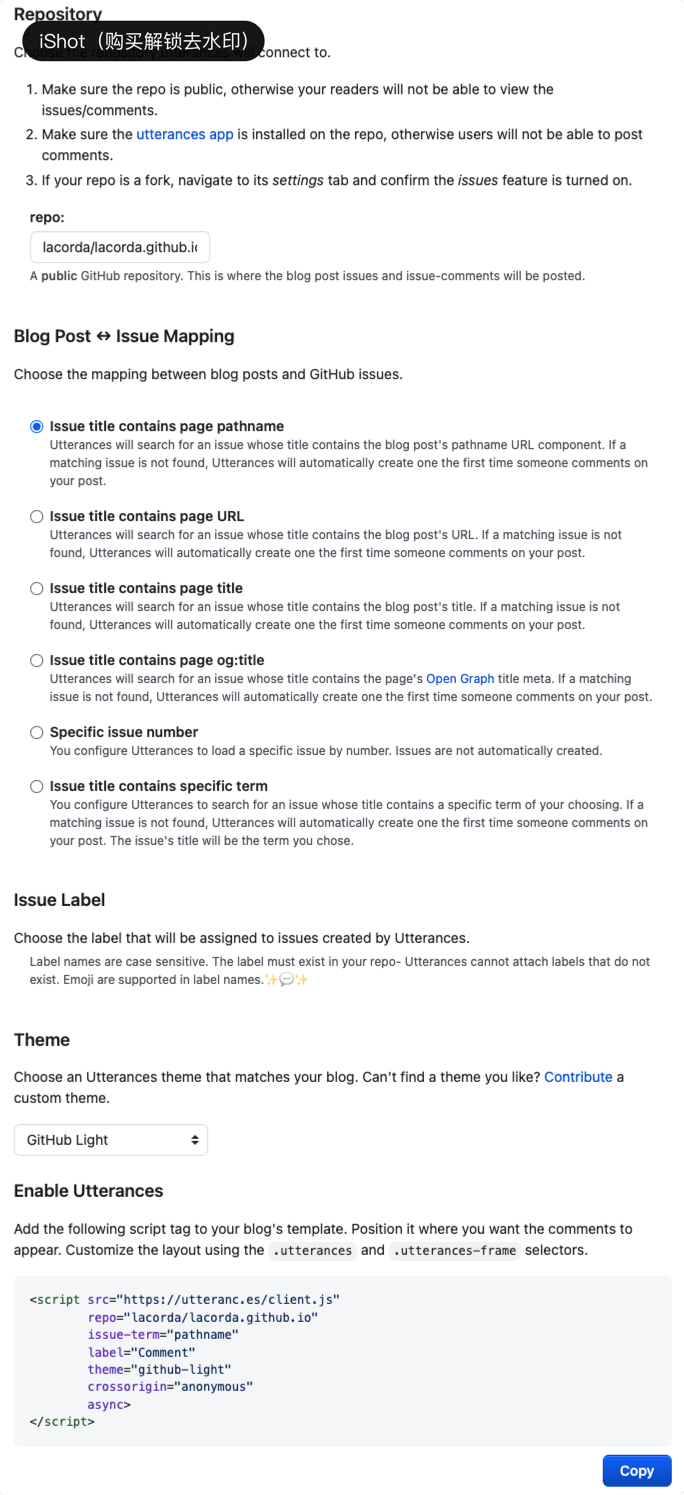 Repository
iShot（购买解锁去水印）
Choose the repository utterances will connect to.
1. Make sure the repo is public, otherwise your readers will not be able to view the
issues/comments.
2. Make sure the utterances app is installed on the repo, otherwise users will not be able to post
comments.
3. If your repo is a fork, navigate to its settings tab and confirm the issues feature is turned on.
repo:
lacorda/lacorda.github.io
A public GitHub repository. This is where the blog post issues and issue-comments will be posted.
Blog Post ↔ Issue Mapping
Choose the mapping between blog posts and GitHub issues.
Issue title contains page pathname
Utterances will search for an issue whose title contains the blog post's pathname URL component. If a
matching issue is not found, Utterances will automatically create one the first time someone comments on
your post.
Issue title contains page URL
Utterances will search for an issue whose title contains the blog post's URL. If a matching issue is not
found, Utterances will automatically create one the first time someone comments on your post.
Issue title contains page title
Utterances will search for an issue whose title contains the blog post's title. If a matching issue is not
found, Utterances will automatically create one the first time someone comments on your post.
Issue title contains page og:title
Utterances will search for an issue whose title contains the page's Open Graph title meta. If a matching
issue is not found, Utterances will automatically create one the first time someone comments on your post.
Specific issue number
You configure Utterances to load a specific issue by number. Issues are not automatically created.
Issue title contains specific term
You configure Utterances to search for an issue whose title contains a specific term of your choosing. If a
matching issue is not found, Utterances will automatically create one the first time someone comments on
your post. The issue's title will be the term you chose.
Issue Label
Choose the label that will be assigned to issues created by Utterances.
Label names are case sensitive. The label must exist in your repo- Utterances cannot attach labels that do not
exist. Emoji are supported in label names.✨💬✨
Theme
Choose an Utterances theme that matches your blog. Can't find a theme you like? Contribute a
custom theme.
GitHub Light
Enable Utterances
Add the following script tag to your blog's template. Position it where you want the comments to
appear. Customize the layout using the .utterances and .utterances-frame selectors.
<script src="https://utteranc.es/client.js"
repo="lacorda/lacorda.github.io"
issue-term="pathname"
label="Comment"
theme="github-light"
crossorigin="anonymous"
async>
</script>
Copy